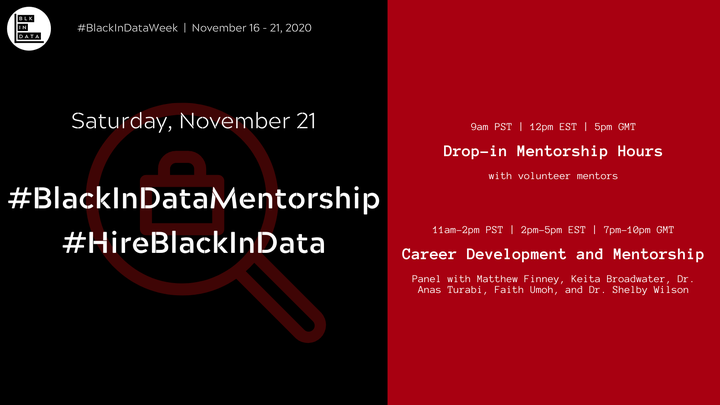 BLK
IN
DATA
#BlackInDataWeek | November 16 - 21, 2020
Saturday, November 21
#BlackInDataMentorship
#HireBlackInData
9am PST | 12pm EST | 5pm GMT
Drop-in Mentorship Hours
with volunteer mentors
11am-2pm PST | 2pm-5pm EST | 7pm-10pm GMT
Career Development and Mentorship
Panel with Matthew Finney, Keita Broadwater, Dr.
Anas Turabi, Faith Umoh, and Dr. Shelby Wilson